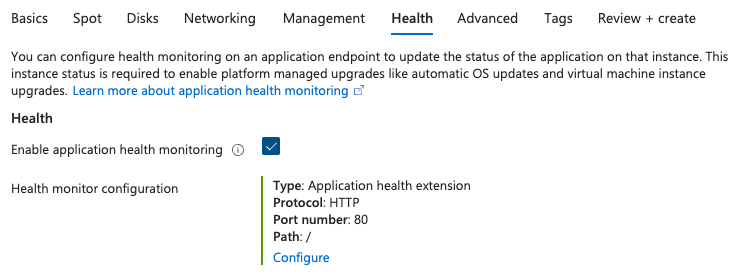 Basics Spot Disks Networking Management Health Advanced Tags Review + create
You can configure health monitoring on an application endpoint to update the status of the application on that instance. This
instance status is required to enable platform managed upgrades like automatic OS updates and virtual machine instance
upgrades. Learn more about application health monitoring
Health
Enable application health monitoring
Health monitor configuration
Type: Application health extension
Protocol: HTTP
Port number: 80
Path: /
Configure